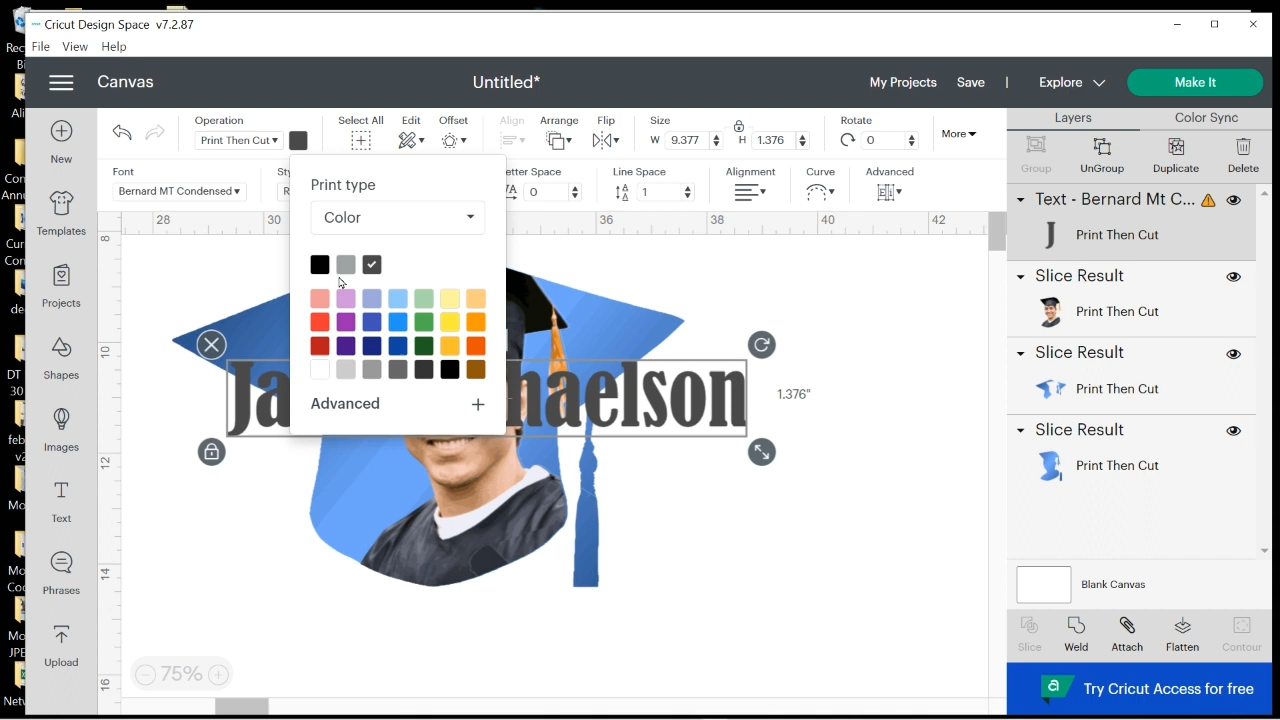 Cricut Design Space v7.2.87
File View Help
Canvas
Untitled*
My Projects Save | Explore Make It
Operation Select All Edit Offset Align Arrange Flip Size Rotate
Print Then Cut W 9.377 H 1.376 0 More
Font Letter Space Line Space Alignment Curve Advanced
Bernard MT Condensed 0 1
New
Templates
Projects
Shapes
Images
Text
Phrases
Upload
28 30 36 38 40 42
8
10
12
14
16
Print type
Color
Advanced +
Ja
haelson
1.376"
75%
Layers Color Sync
Group UnGroup Duplicate Delete
Text - Bernard Mt C...
Print Then Cut
Slice Result
Print Then Cut
Slice Result
Print Then Cut
Slice Result
Print Then Cut
Blank Canvas
Slice Weld Attach Flatten Contour
a Try Cricut Access for free